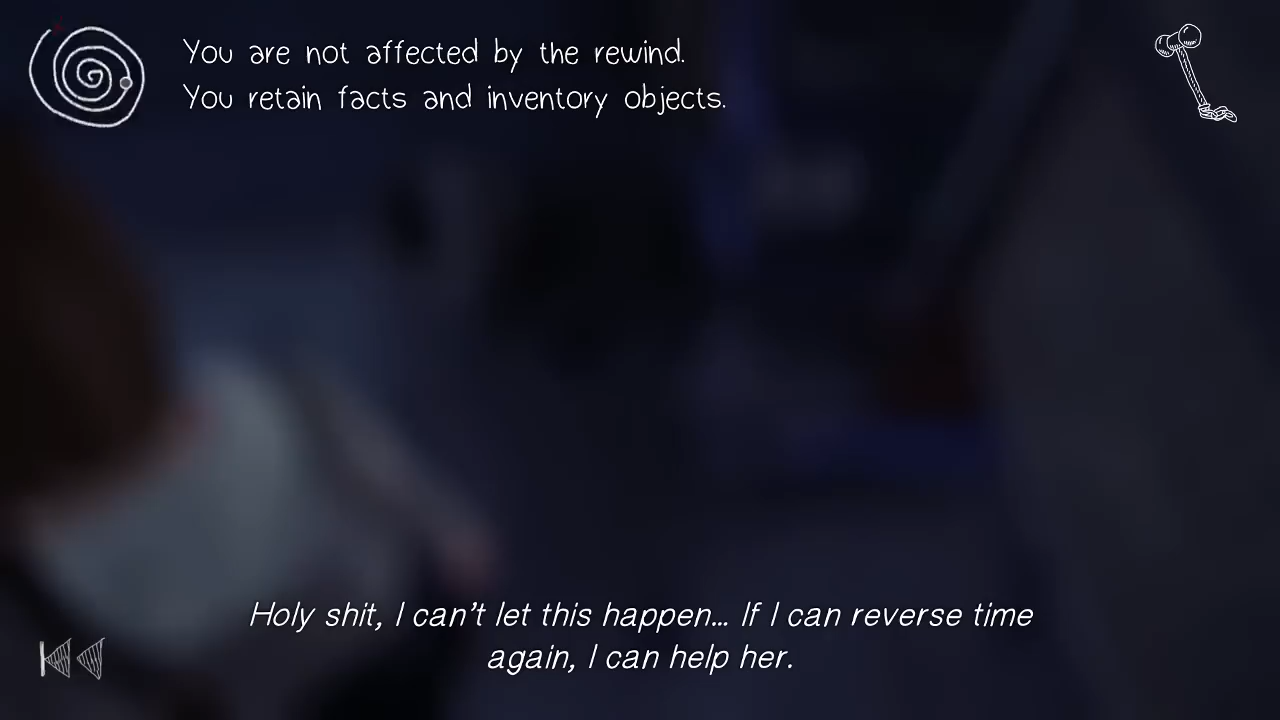 You are not affected by the rewind.
You retain facts and inventory objects.
Holy shit, I can't let this happen... If I can reverse time
again, I can help her.